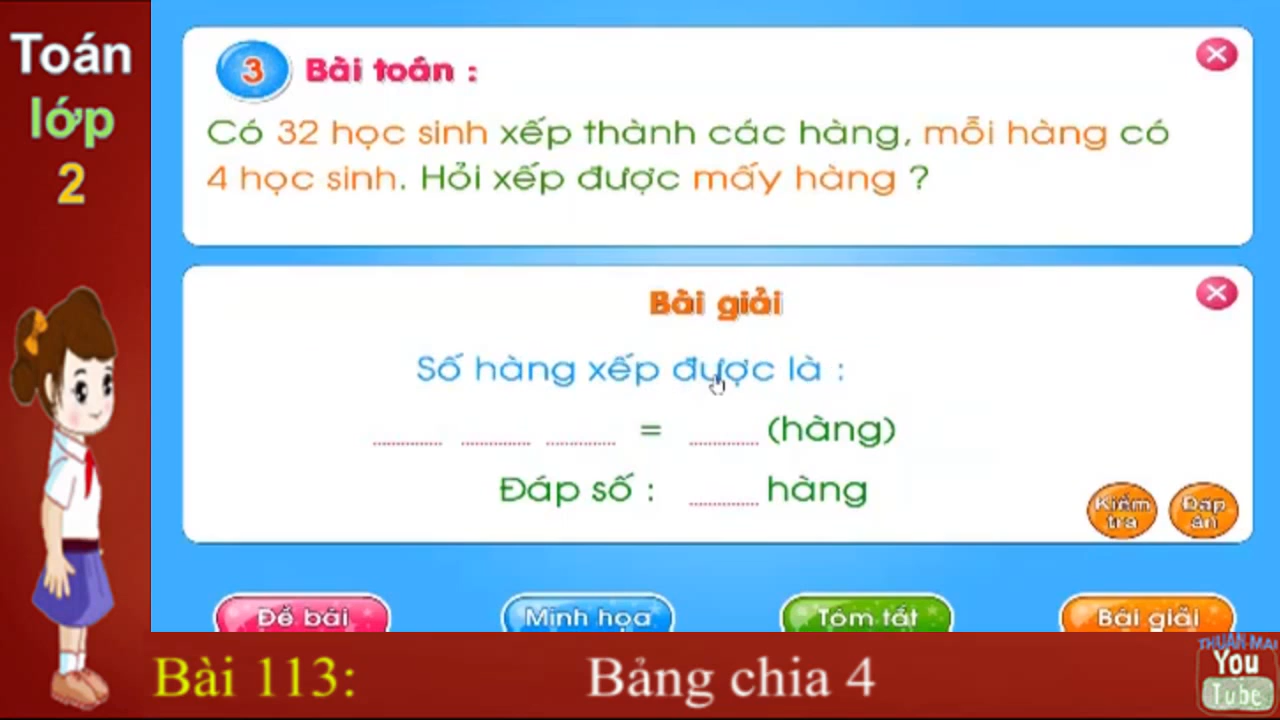 Toán
lớp
2
3 Bài toán :
Có 32 học sinh xếp thành các hàng, mỗi hàng có
4 học sinh. Hỏi xếp được mấy hàng ?
Bài giải
Số hàng xếp được là :
............ ............ ............ = ............ (hàng)
Đáp số : ............ hàng
Kiểm
tra
Đáp
án
Đề bài
Minh họa
Tóm tắt
Bài giải
Bài 113:
Bảng chia 4
THUAN MAI
You
Tube